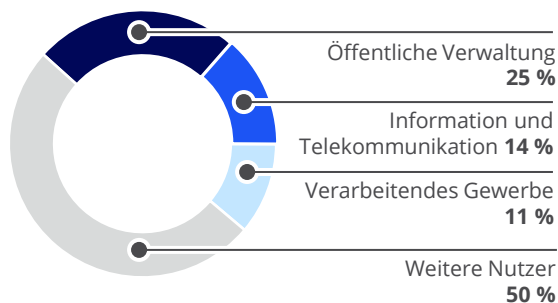 Öffentliche Verwaltung
25 %
Information und
Telekommunikation 14 %
Verarbeitendes Gewerbe
11 %
Weitere Nutzer
50 %